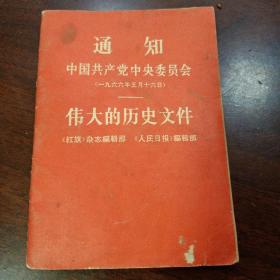 通知
中国共产党中央委员会
（一九六六年五月十六日）
伟大的历史文件
《红旗》杂志编辑部 《人民日报》编辑部